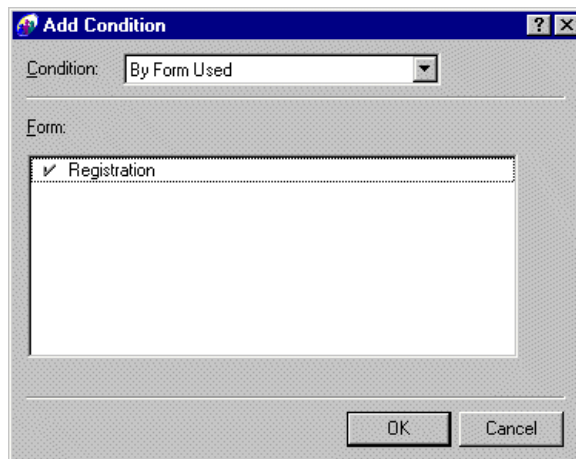 Add Condition
Condition: By Form Used
Form:
Registration
OK Cancel